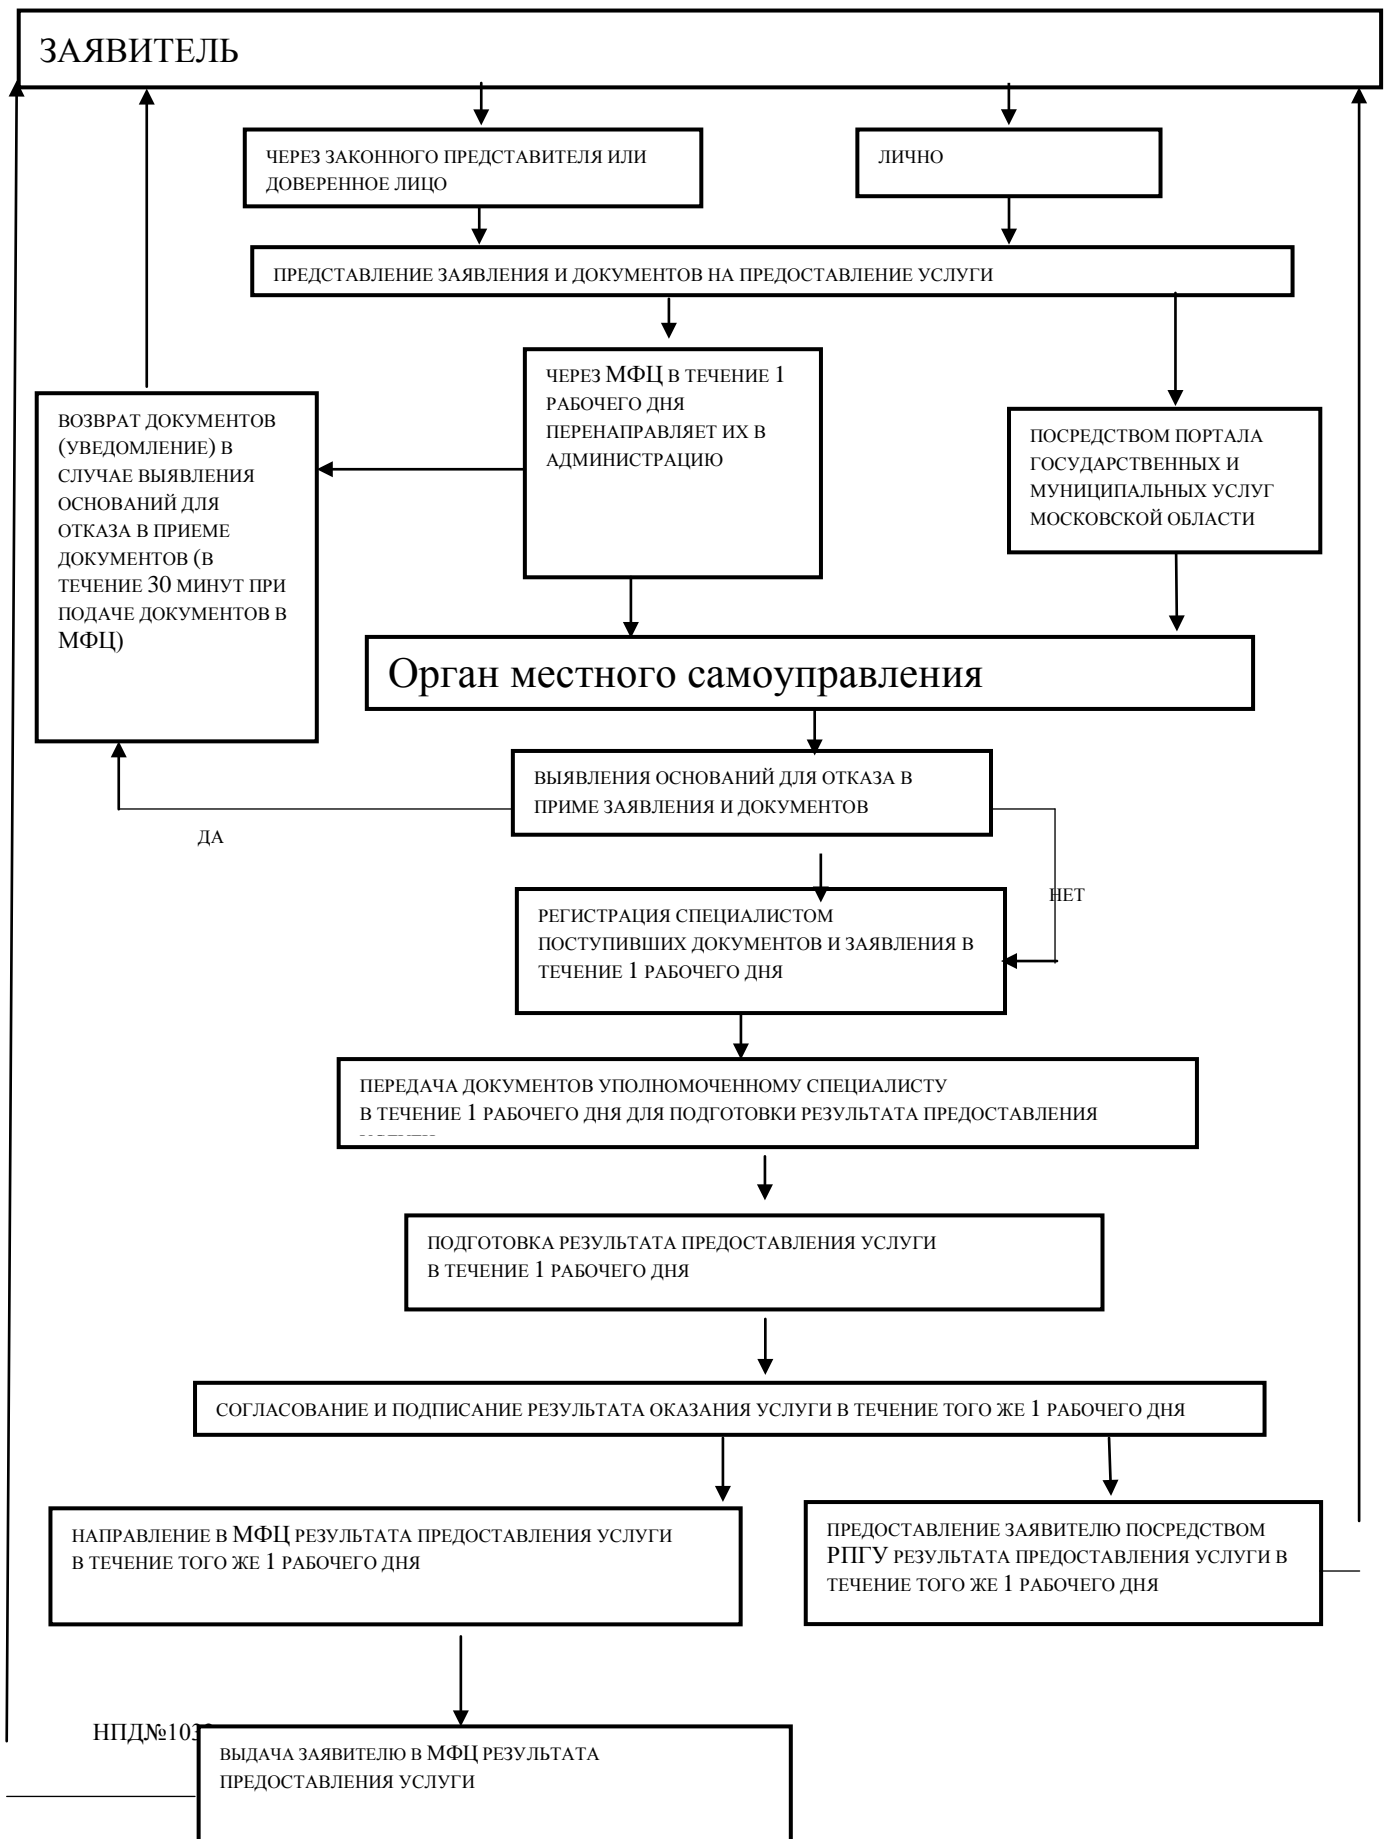 ЗАЯВИТЕЛЬ
ЧЕРЕЗ ЗАКОННОГО ПРЕДСТАВИТЕЛЯ ИЛИ
ДОВЕРЕННОЕ ЛИЦО
ЛИЧНО
ПРЕДСТАВЛЕНИЕ ЗАЯВЛЕНИЯ И ДОКУМЕНТОВ НА ПРЕДОСТАВЛЕНИЕ УСЛУГИ
ЧЕРЕЗ МФЦ В ТЕЧЕНИЕ 1
РАБОЧЕГО ДНЯ
ПЕРЕНАПРАВЛЯЕТ ИХ В
АДМИНИСТРАЦИЮ
ВОЗВРАТ ДОКУМЕНТОВ
(УВЕДОМЛЕНИЕ) В
СЛУЧАЕ ВЫЯВЛЕНИЯ
ОСНОВАНИЙ ДЛЯ
ОТКАЗА В ПРИЕМЕ
ДОКУМЕНТОВ (В
ТЕЧЕНИЕ 30 МИНУТ ПРИ
ПОДАЧЕ ДОКУМЕНТОВ В
МФЦ)
ПОСРЕДСТВОМ ПОРТАЛА
ГОСУДАРСТВЕННЫХ И
МУНИЦИПАЛЬНЫХ УСЛУГ
МОСКОВСКОЙ ОБЛАСТИ
Орган местного самоуправления
ВЫЯВЛЕНИЯ ОСНОВАНИЙ ДЛЯ ОТКАЗА В
ПРИМЕ ЗАЯВЛЕНИЯ И ДОКУМЕНТОВ
ДА
НЕТ
РЕГИСТРАЦИЯ СПЕЦИАЛИСТОМ
ПОСТУПИВШИХ ДОКУМЕНТОВ И ЗАЯВЛЕНИЯ В
ТЕЧЕНИЕ 1 РАБОЧЕГО ДНЯ
ПЕРЕДАЧА ДОКУМЕНТОВ УПОЛНОМОЧЕННОМУ СПЕЦИАЛИСТУ
В ТЕЧЕНИЕ 1 РАБОЧЕГО ДНЯ ДЛЯ ПОДГОТОВКИ РЕЗУЛЬТАТА ПРЕДОСТАВЛЕНИЯ
ПОДГОТОВКА РЕЗУЛЬТАТА ПРЕДОСТАВЛЕНИЯ УСЛУГИ
В ТЕЧЕНИЕ 1 РАБОЧЕГО ДНЯ
СОГЛАСОВАНИЕ И ПОДПИСАНИЕ РЕЗУЛЬТАТА ОКАЗАНИЯ УСЛУГИ В ТЕЧЕНИЕ ТОГО ЖЕ 1 РАБОЧЕГО ДНЯ
НАПРАВЛЕНИЕ В МФЦ РЕЗУЛЬТАТА ПРЕДОСТАВЛЕНИЯ УСЛУГИ
В ТЕЧЕНИЕ ТОГО ЖЕ 1 РАБОЧЕГО ДНЯ
ПРЕДОСТАВЛЕНИЕ ЗАЯВИТЕЛЮ ПОСРЕДСТВОМ
РПГУ РЕЗУЛЬТАТА ПРЕДОСТАВЛЕНИЯ УСЛУГИ В
ТЕЧЕНИЕ ТОГО ЖЕ 1 РАБОЧЕГО ДНЯ
ВЫДАЧА ЗАЯВИТЕЛЮ В МФЦ РЕЗУЛЬТАТА
ПРЕДОСТАВЛЕНИЯ УСЛУГИ